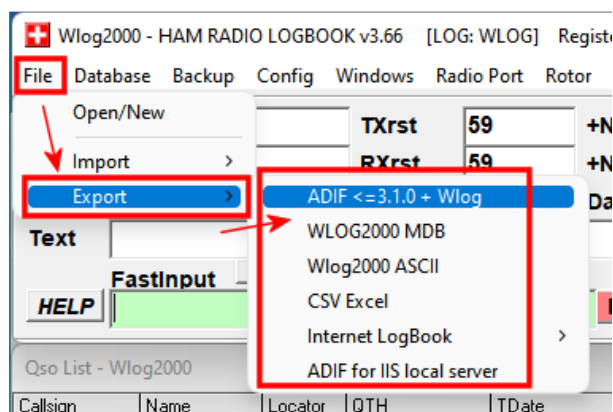 Wlog2000 - HAM RADIO LOGBOOK v3.66 [LOG: WLOG] Registe
File Database Backup Config Windows Radio Port Rotor
Open/New
TXrst 59 +N
Import >
RXrst 59 +N
Export >
ADIF <=3.1.0 + Wlog
Da
Text
WLOG2000 MDB
Wlog2000 ASCII
FastInput
CSV Excel
HELP
Internet LogBook >
Qso List - Wlog2000
ADIF for IIS local server
Callsign Name Locator QTH TDate